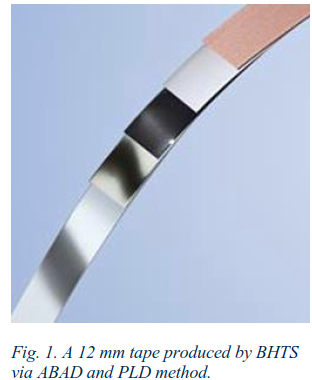 Fig. 1. A 12 mm tape produced by BHTS
via ABAD and PLD method.